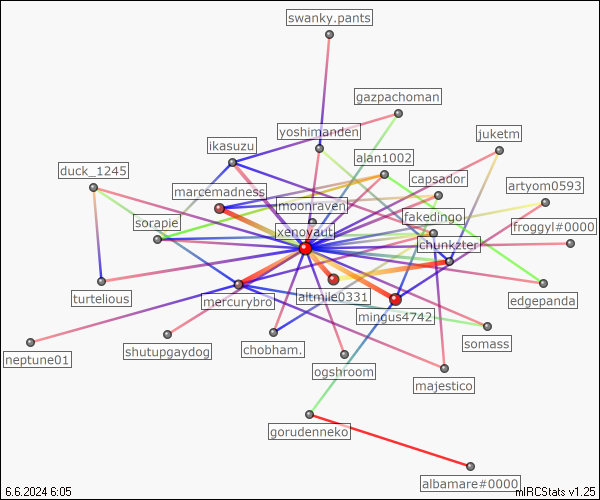 swanky.pants
gazpachoman
yoshimanden
juketm
ikasuzu
alan1002
duck_1245
capsador
marcemadness
artyom0593
moonraven
fakedingo
sorapie
froggyl#0000
xenoyaut
chunkzter
turtelious
altmile0331
edgepanda
mercurybro
mingus4742
somass
chobham.
shutupgaydog
neptune01
ogshroom
majestico
gorudenneko
albamare#0000
6.6.2024 6:05
mIRCStats v1.25